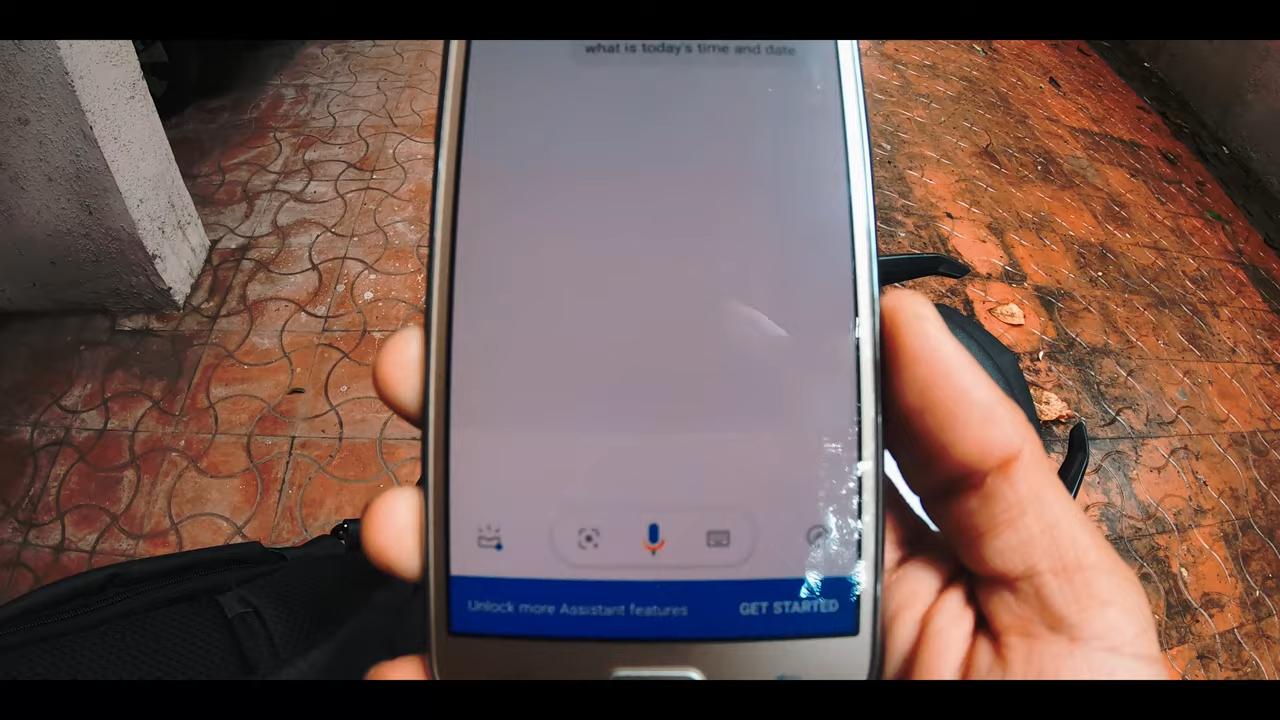 what is today's time and date
Unlock more Assistant features
GET STARTED